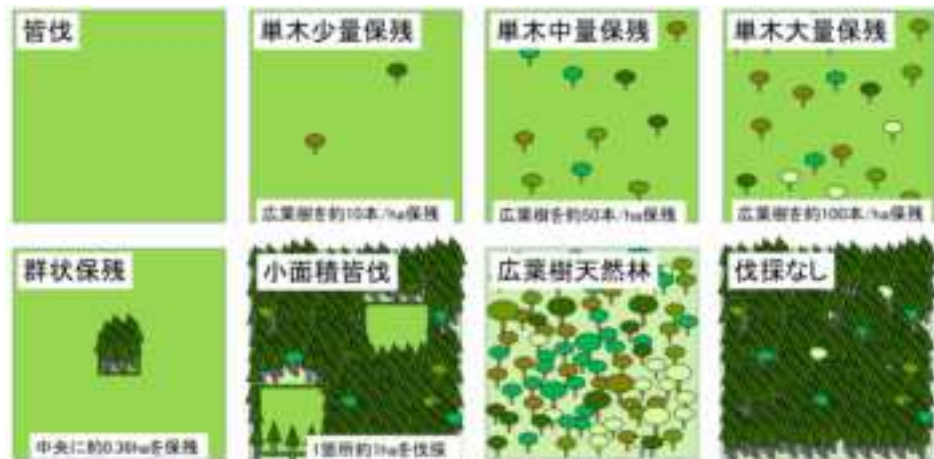 皆伐
単木少量保残
広葉樹を約10本/ha保残
単木中量保残
広葉樹を約50本/ha保残
単木大量保残
広葉樹を約100本/ha保残
群状保残
中央に約0.36haを保残
小面積皆伐
1箇所約1haを伐採
広葉樹天然林
伐採なし